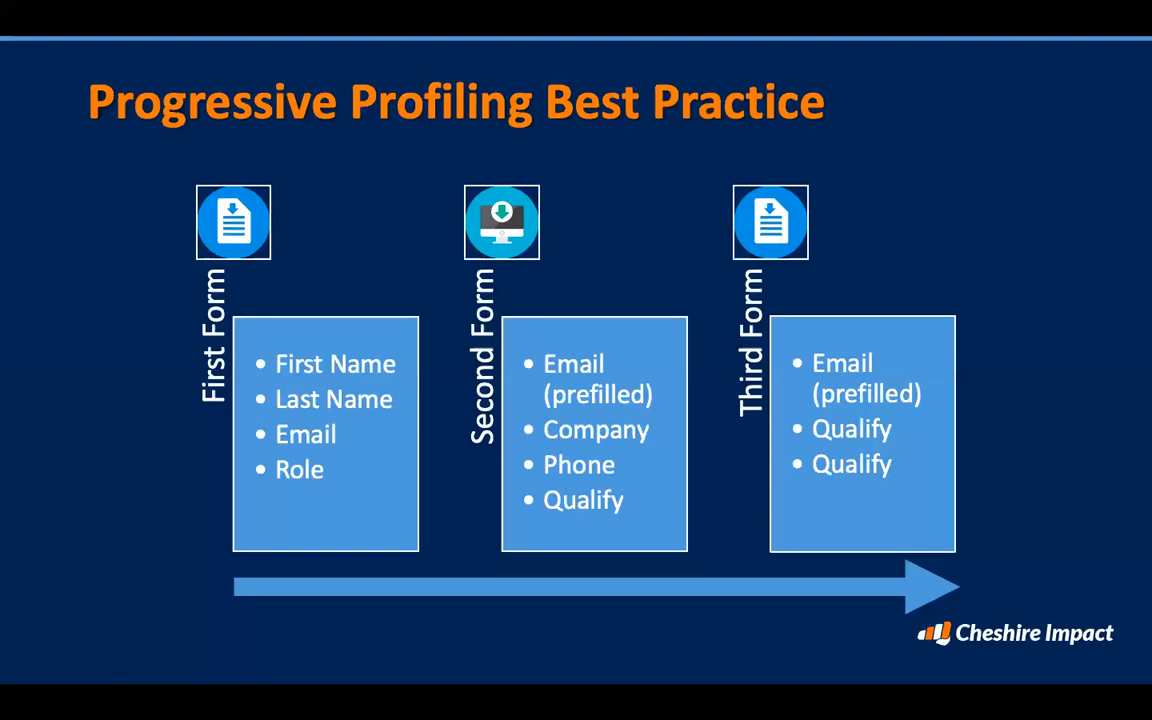 Progressive Profiling Best Practice
First Form
• First Name
• Last Name
• Email
• Role
Second Form
• Email
(prefilled)
• Company
• Phone
• Qualify
Third Form
• Email
(prefilled)
• Qualify
• Qualify
Cheshire Impact